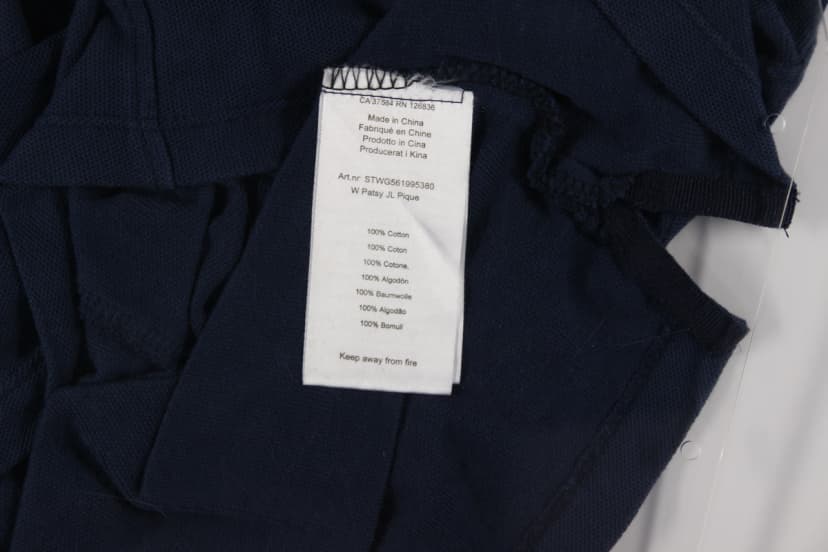 CA 37584 RN 126836
Made in China
Fabriqué en Chine
Prodotto in Cina
Producerat i Kina
Art.nr STWG561995380
W Patsy JL Pique
100% Cotton
100% Coton
100% Cotone.
100% Algodón
100% Baumwolle
100% Algodão
100% Bomull
Keep away from fire